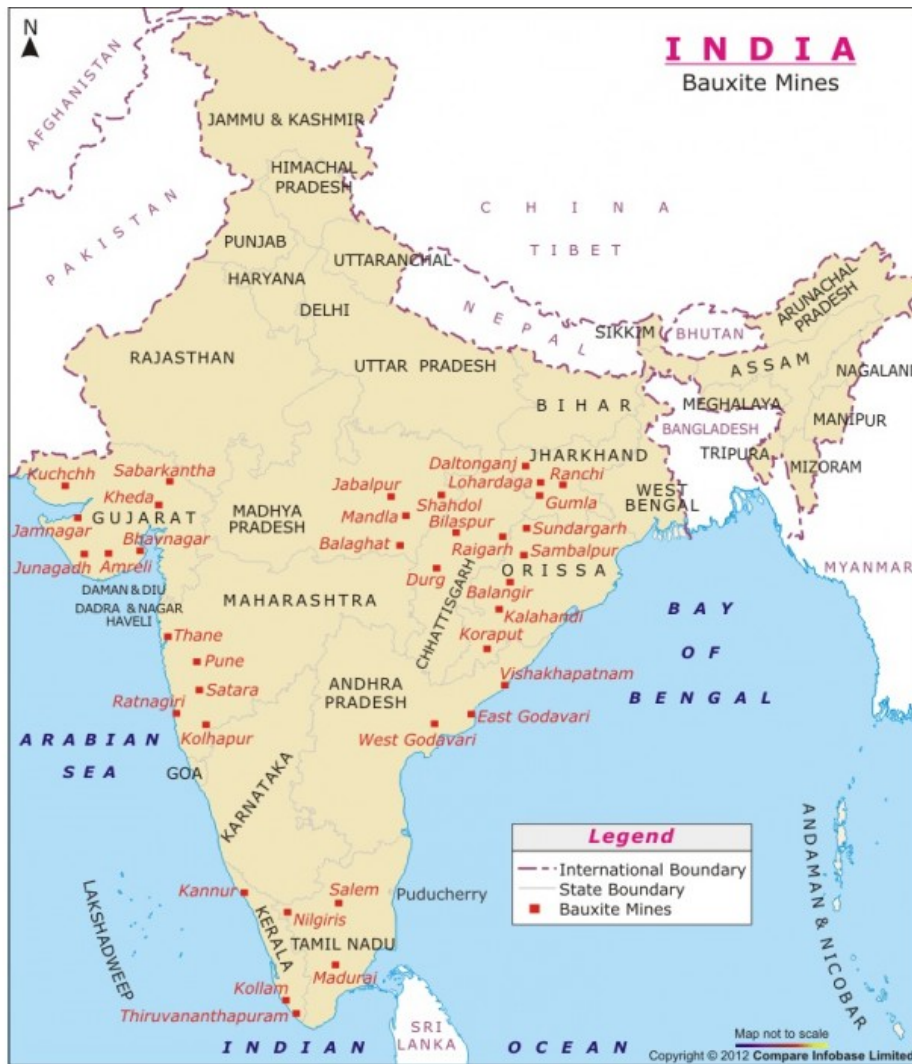 N
INDIA
Bauxite Mines
AFGHANISTAN
JAMMU & KASHMIR
HIMACHAL
PRADESH
PAKISTAN
CHINA
TIBET
PUNJAB
UTTARANCHAL
HARYANA
DELHI
NEPAL
SIKKIM
BHUTAN
ARUNACHAL
PRADESH
RAJASTHAN
UTTAR PRADESH
ASSAM
NAGALAND
BIHAR
MEGHALAYA
MANIPUR
BANGLADESH
TRIPURA
MIZORAM
JHARKHAND
Kuchchh
Sabarkantha
Daltonganj
Lohardaga
Ranchi
Kheda
Jabalpur
Shahdol
Gumla
WEST
BENGAL
GUJARAT
MADHYA
PRADESH
Mandla
Bilaspur
Sundargarh
Jamnagar
Bhavnagar
Balaghat
Raigarh
Sambalpur
Junagadh
Amreli
Durg
ORISSA
MYANMAR
DAMAN & DIU
DADRA & NAGAR
HAVELI
MAHARASHTRA
CHHATTISGARH
Balangir
Kalahandi
Koraput
BAY
OF
BENGAL
Thane
Pune
Satara
ANDHRA
PRADESH
Vishakhapatnam
Ratnagiri
Kolhapur
West Godavari
East Godavari
ARABIAN
SEA
GOA
KARNATAKA
Legend
International Boundary
State Boundary
Bauxite Mines
Kannur
Salem
Puducherry
Nilgiris
LAKSHADWEEP
KERALA
TAMIL NADU
Madurai
Kollam
Thiruvananthapuram
ANDAMAN & NICOBAR
SRI
LANKA
INDIAN OCEAN
Map not to scale
Copyright © 2012 Compare Infobase Limited